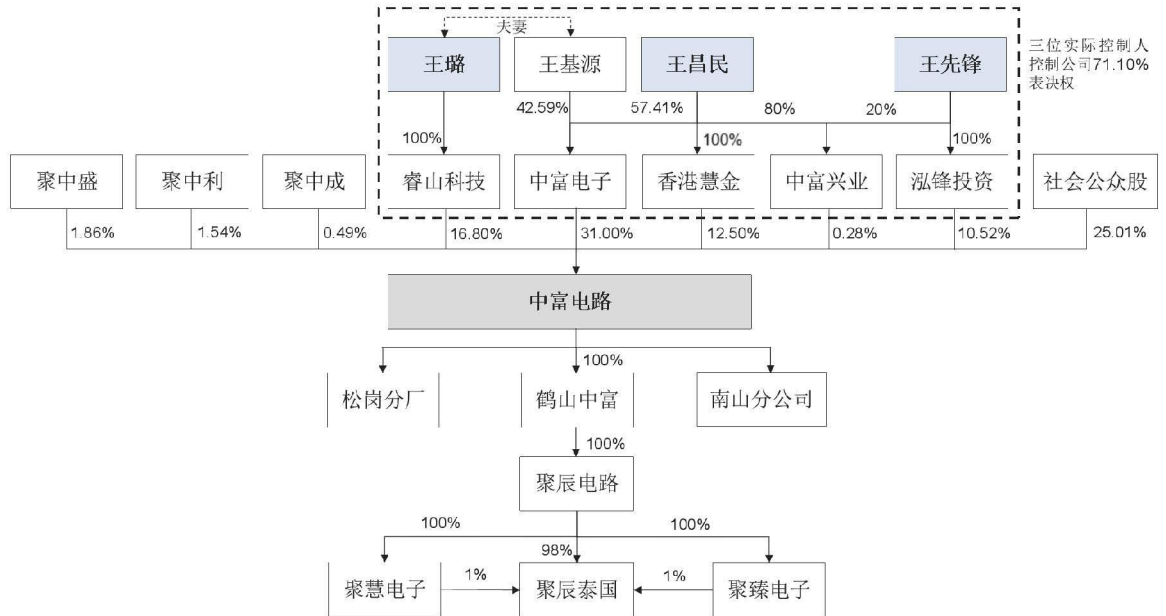 夫妻
王璐
王基源
王昌民
王先锋
三位实际控制人
控制公司71.10%
表决权
42.59%
57.41%
80%
20%
100%
100%
100%
聚中盛
聚中利
聚中成
睿山科技
中富电子
香港慧金
中富兴业
泓锋投资
社会公众股
1.86%
1.54%
0.49%
16.80%
31.00%
12.50%
0.28%
10.52%
25.01%
中富电路
100%
松岗分厂
鹤山中富
南山分公司
100%
聚辰电路
100%
100%
98%
聚慧电子
1%
聚辰泰国
1%
聚臻电子